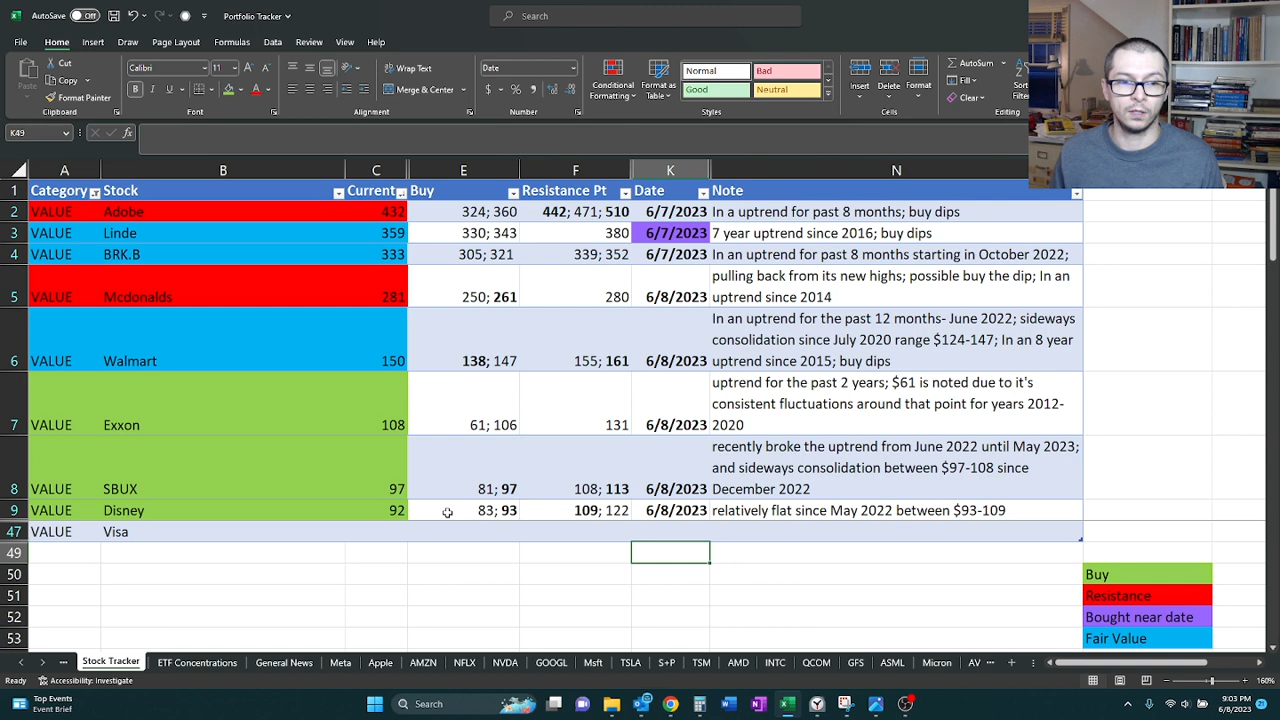 AutoSave Off Portfolio Tracker Search
File Home Insert Draw Page Layout Formulas Data Review View Help
Paste Cut Copy Format Painter Clipboard
Calibri 11 B I U A Font
Wrap Text Merge & Center Alignment
Date $ % Number
Conditional Formatting Format as Table Normal Bad Good Neutral Styles
Insert Delete Format AutoSum Fill Clear
K49 fx
A B C E F K N
1 Category Stock Current Buy Resistance Pt Date Note
2 VALUE Adobe 432 324; 360 442; 471; 510 6/7/2023 In a uptrend for past 8 months; buy dips
3 VALUE Linde 359 330; 343 380 6/7/2023 7 year uptrend since 2016; buy dips
4 VALUE BRK.B 333 305; 321 339; 352 6/7/2023 In an uptrend for past 8 months starting in October 2022;
pulling back from its new highs; possible buy the dip; In an
5 VALUE Mcdonalds 281 250; 261 280 6/8/2023 uptrend since 2014
In an uptrend for the past 12 months- June 2022; sideways
consolidation since July 2020 range $124-147; In an 8 year
6 VALUE Walmart 150 138; 147 155; 161 6/8/2023 uptrend since 2015; buy dips
uptrend for the past 2 years; $61 is noted due to it's
consistent fluctuations around that point for years 2012-
7 VALUE Exxon 108 61; 106 131 6/8/2023 2020
recently broke the uptrend from June 2022 until May 2023;
and sideways consolidation between $97-108 since
8 VALUE SBUX 97 81; 97 108; 113 6/8/2023 December 2022
9 VALUE Disney 92 83; 93 109; 122 6/8/2023 relatively flat since May 2022 between $93-109
47 VALUE Visa
49
50 Buy
51 Resistance
52 Bought near date
53 Fair Value
Stock Tracker ETF Concentrations General News Meta Apple AMZN NFLX NVDA GOOGL Msft TSLA S+P TSM AMD INTC QCOM GFS ASML Micron AV
Ready Accessibility: Investigate 160%
Top Events
Event Brief
Search
9:03 PM
6/8/2023